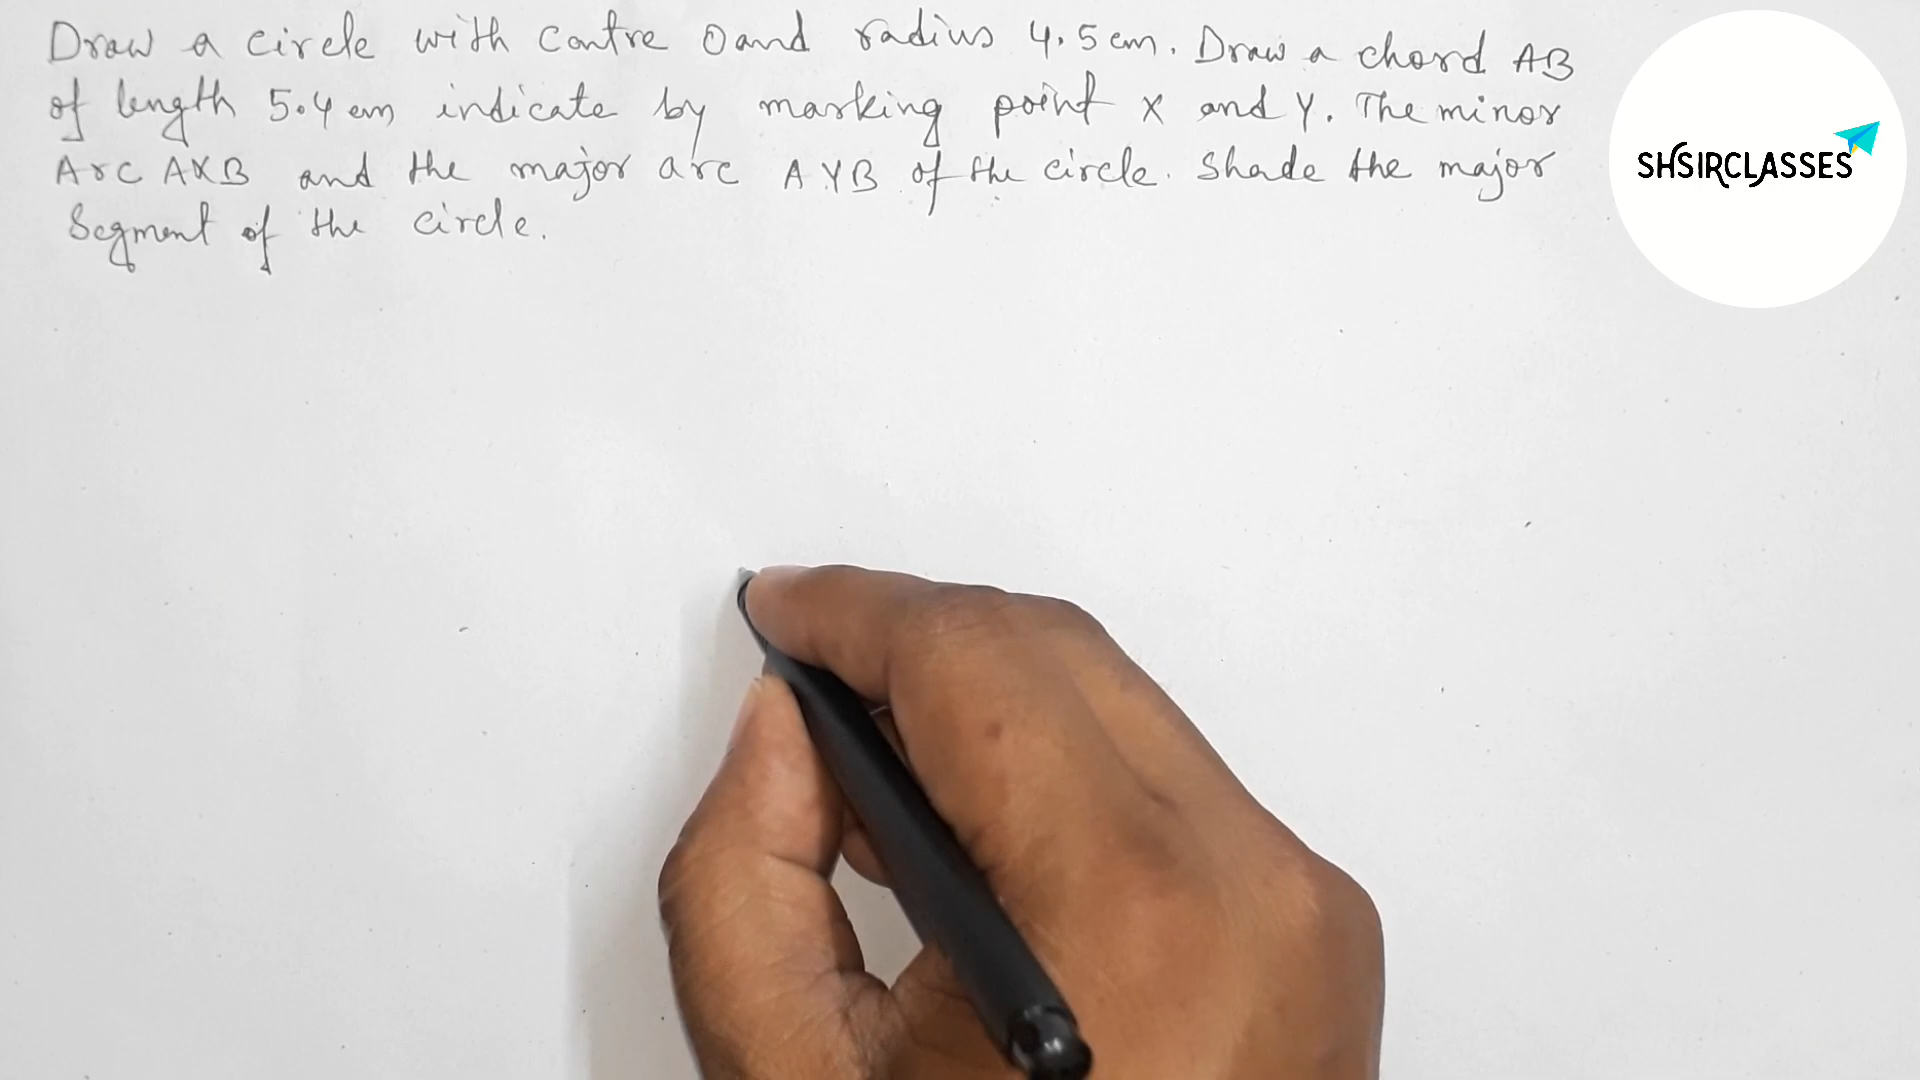 Draw a circle with centre O and radius 4.5 cm. Draw a chord AB
of length 5.4 cm indicate by marking point X and Y. The minor
Arc AXB and the major arc AYB of the circle. Shade the major
Segment of the circle.
SHSIRCLASSES